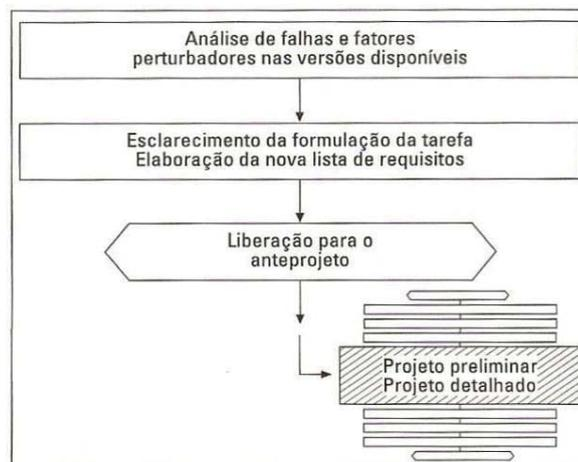 Análise de falhas e fatores
perturbadores nas versões disponíveis
Esclarecimento da formulação da tarefa
Elaboração da nova lista de requisitos
Liberação para o
anteprojeto
Projeto preliminar
Projeto detalhado